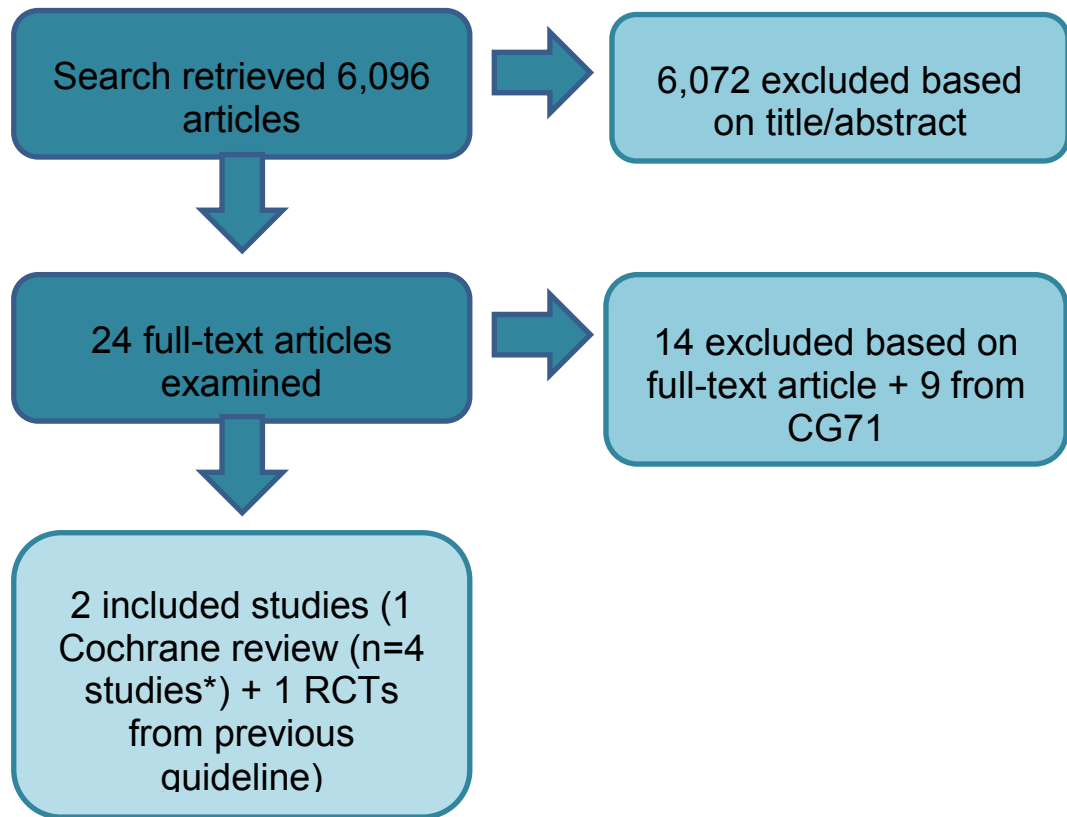 Search retrieved 6,096
articles
6,072 excluded based
on title/abstract
24 full-text articles
examined
14 excluded based on
full-text article + 9 from
CG71
2 included studies (1
Cochrane review (n=4
studies*) + 1 RCTs
from previous
guideline)